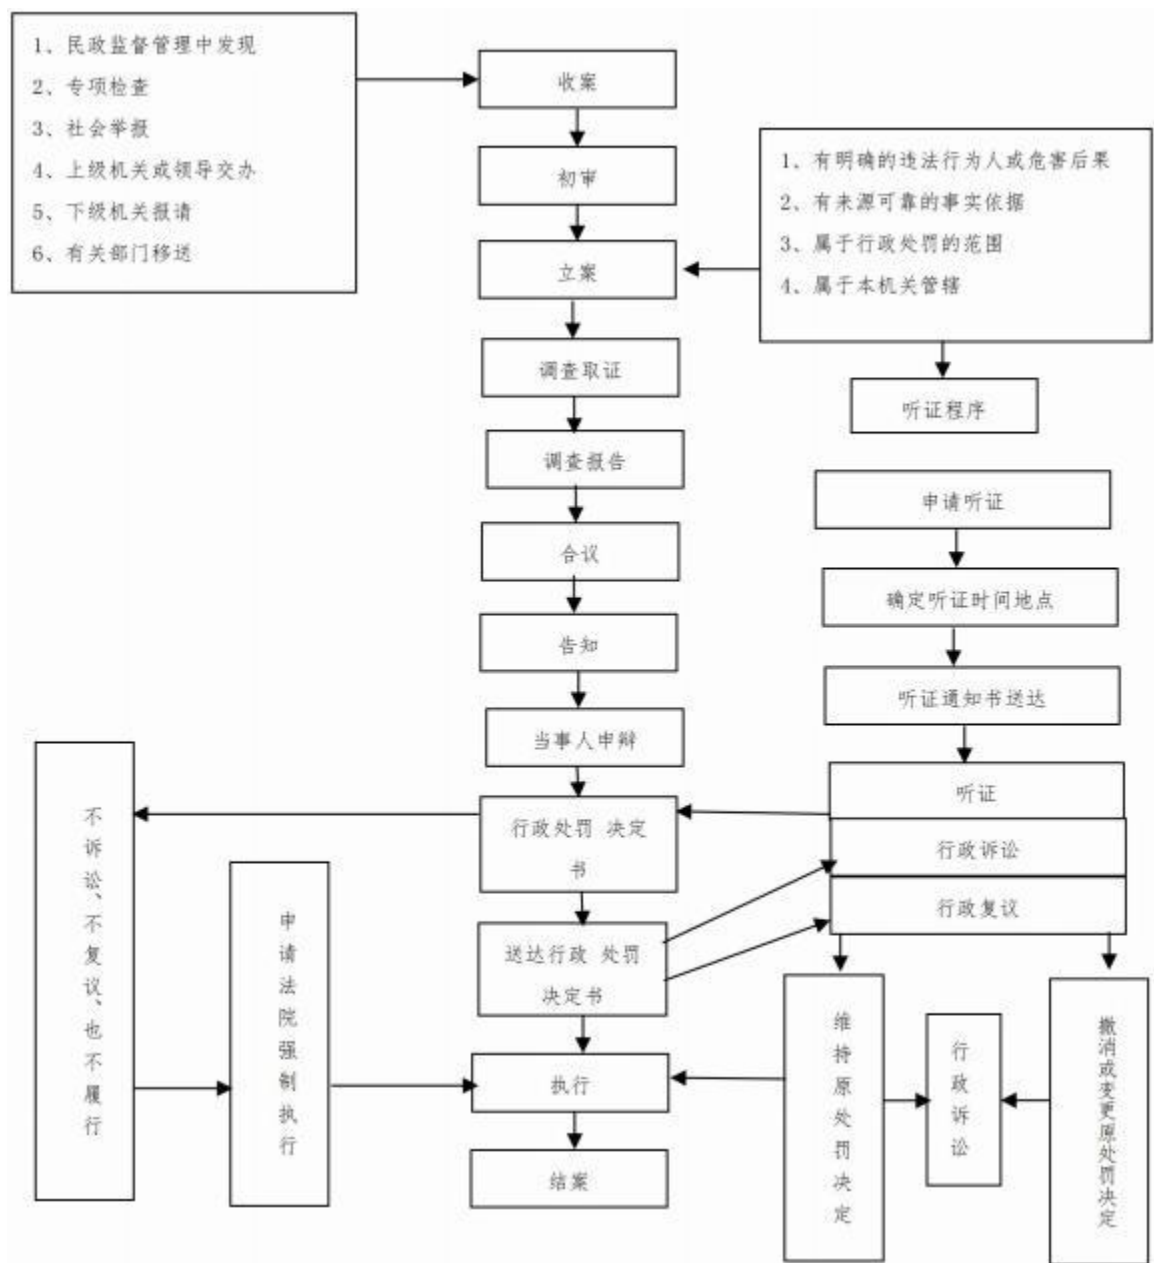 1、民政监督管理中发现
2、专项检查
3、社会举报
4、上级机关或领导交办
5、下级机关报请
6、有关部门移送
收案
初审
立案
1、有明确的违法行为人或危害后果
2、有来源可靠的事实依据
3、属于行政处罚的范围
4、属于本机关管辖
调查取证
调查报告
合议
告知
当事人申辩
行政处罚 决定
书
送达行政 处罚
决定书
执行
结案
听证程序
申请听证
确定听证时间地点
听证通知书送达
听证
行政诉讼
行政复议
不诉讼、不复议、也不履行
申请法院强制执行
维持原处罚决定
行政诉讼
撤消或变更原处罚决定